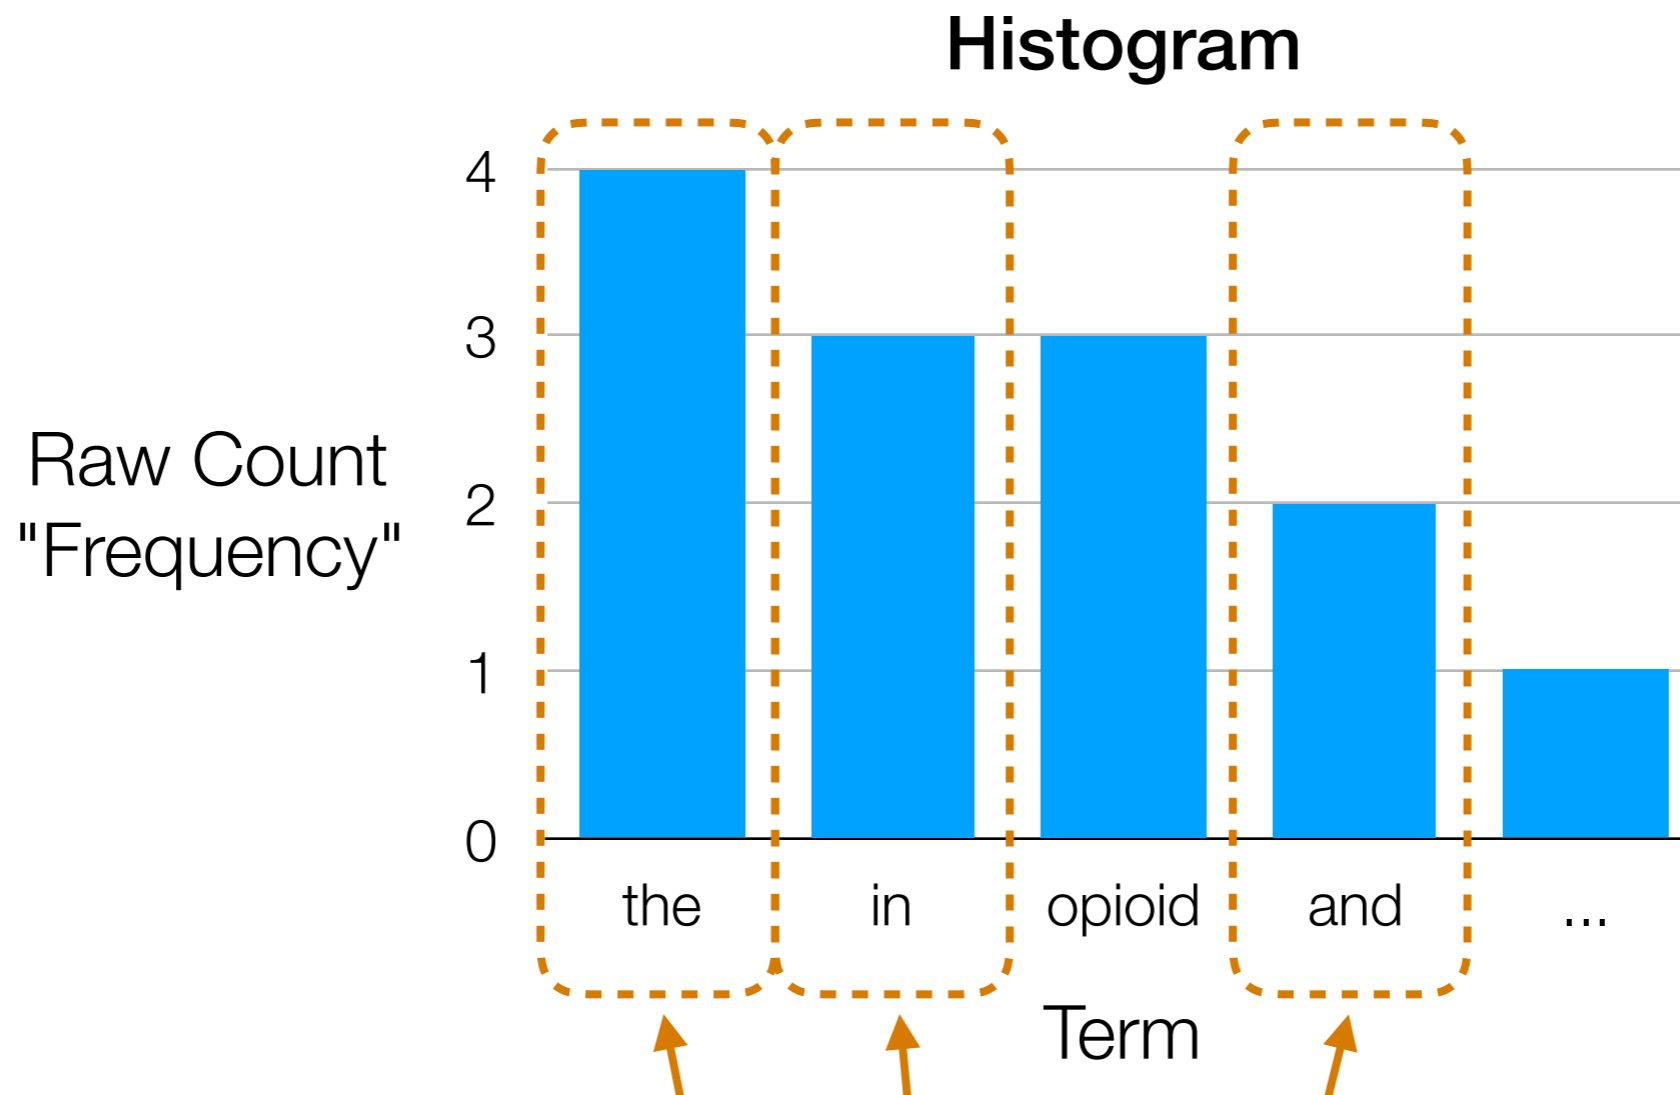 Histogram
4
3
2
1
0
Raw Count
"Frequency"
the in opioid and ...
Term